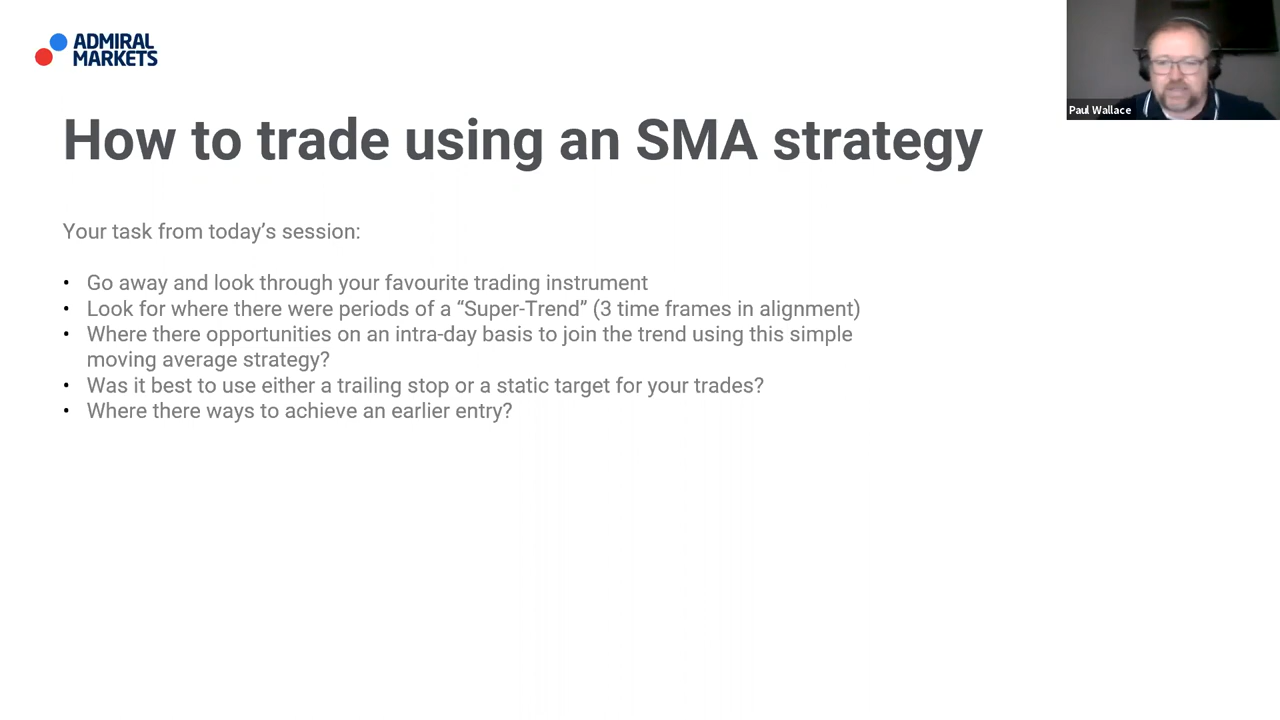 ADMIRAL
MARKETS
Paul Wallace
How to trade using an SMA strategy
Your task from today’s session:
• Go away and look through your favourite trading instrument
• Look for where there were periods of a “Super-Trend” (3 time frames in alignment)
• Where there opportunities on an intra-day basis to join the trend using this simple
moving average strategy?
• Was it best to use either a trailing stop or a static target for your trades?
• Where there ways to achieve an earlier entry?